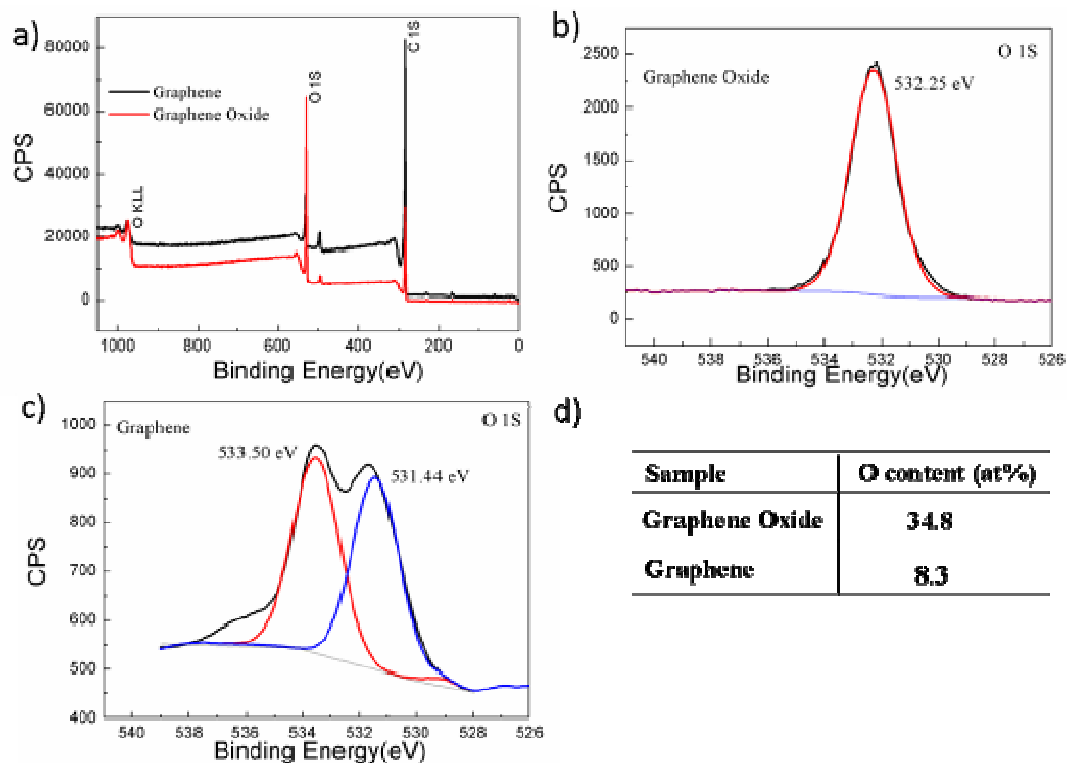 a)
80000
60000
40000
20000
0
CPS
Graphene
Graphene Oxide
O KLL
O 1S
C 1S
1000 800 600 400 200 0
Binding Energy(eV)
b)
2500
2000
1500
1000
500
0
CPS
Graphene Oxide
O 1S
532.25 eV
540 538 536 534 532 530 528 526
Binding Energy(eV)
c)
1000
900
800
700
600
500
400
CPS
Graphene
O 1S
533.50 eV
531.44 eV
540 538 536 534 532 530 528 526
Binding Energy(eV)
d)
Sample O content (at%)
Graphene Oxide 34.8
Graphene 8.3